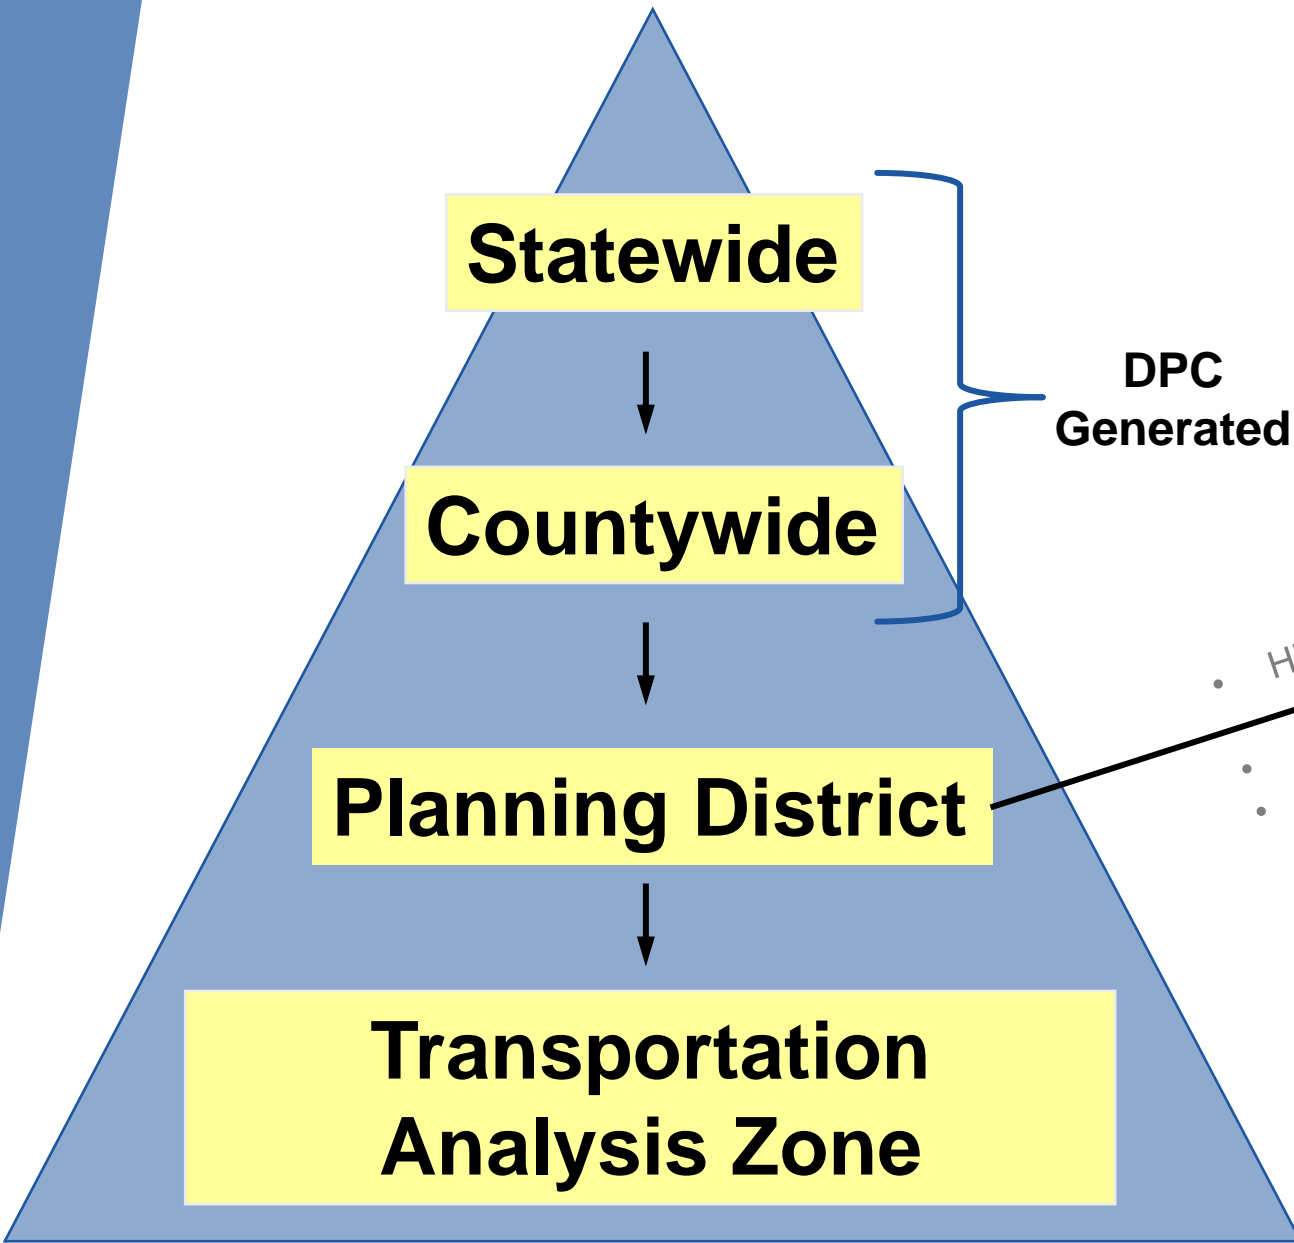 Statewide
DPC
Generated
Countywide
Planning District
Transportation
Analysis Zone